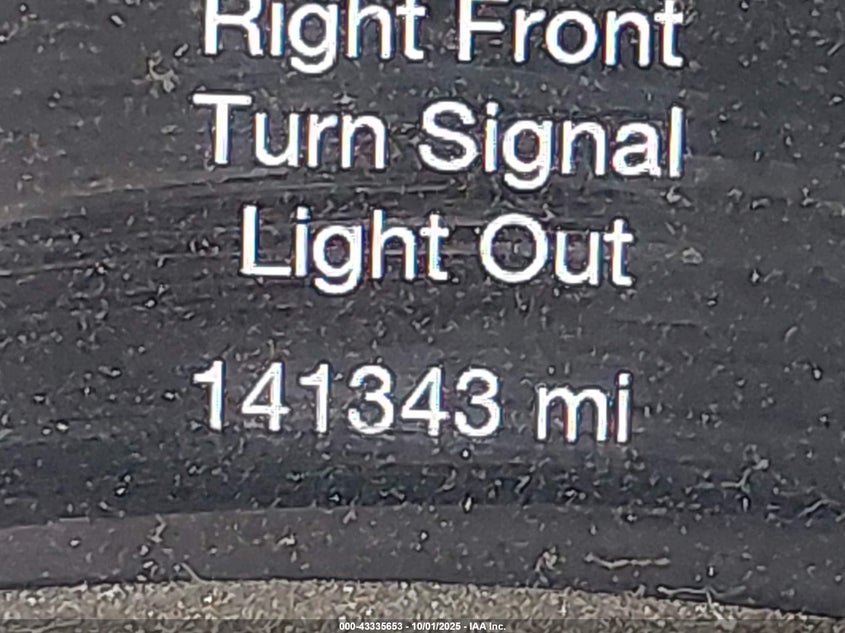 Right Front
Turn Signal
Light Out
141343 mi
000-43335653 - 10/01/2025 - IAA Inc.